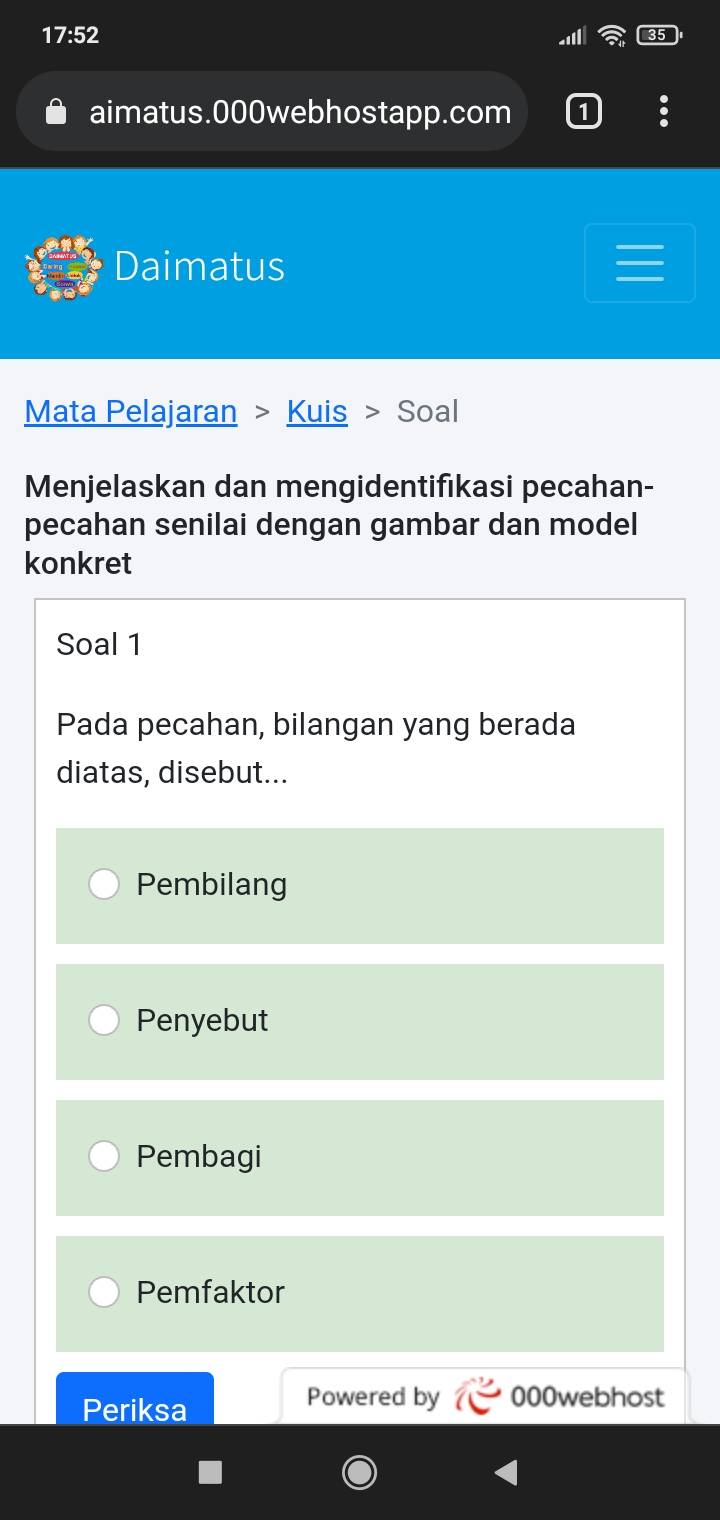 17:52
35
aimatus.000webhostapp.com
1
DAIMATUS
Daimatus
Mata Pelajaran > Kuis > Soal
Menjelaskan dan mengidentifikasi pecahan-
pecahan senilai dengan gambar dan model
konkret
Soal 1
Pada pecahan, bilangan yang berada
diatas, disebut...
Pembilang
Penyebut
Pembagi
Pemfaktor
Periksa
Powered by 000webhost